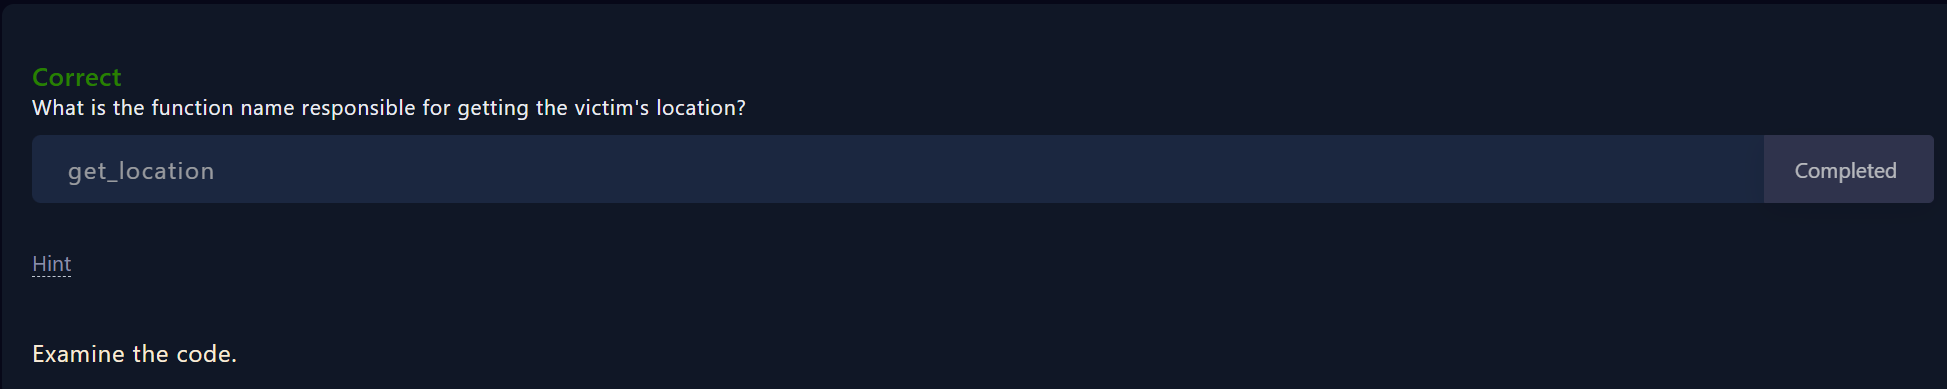 Correct
What is the function name responsible for getting the victim's location?
get_location
Completed
Hint
Examine the code.